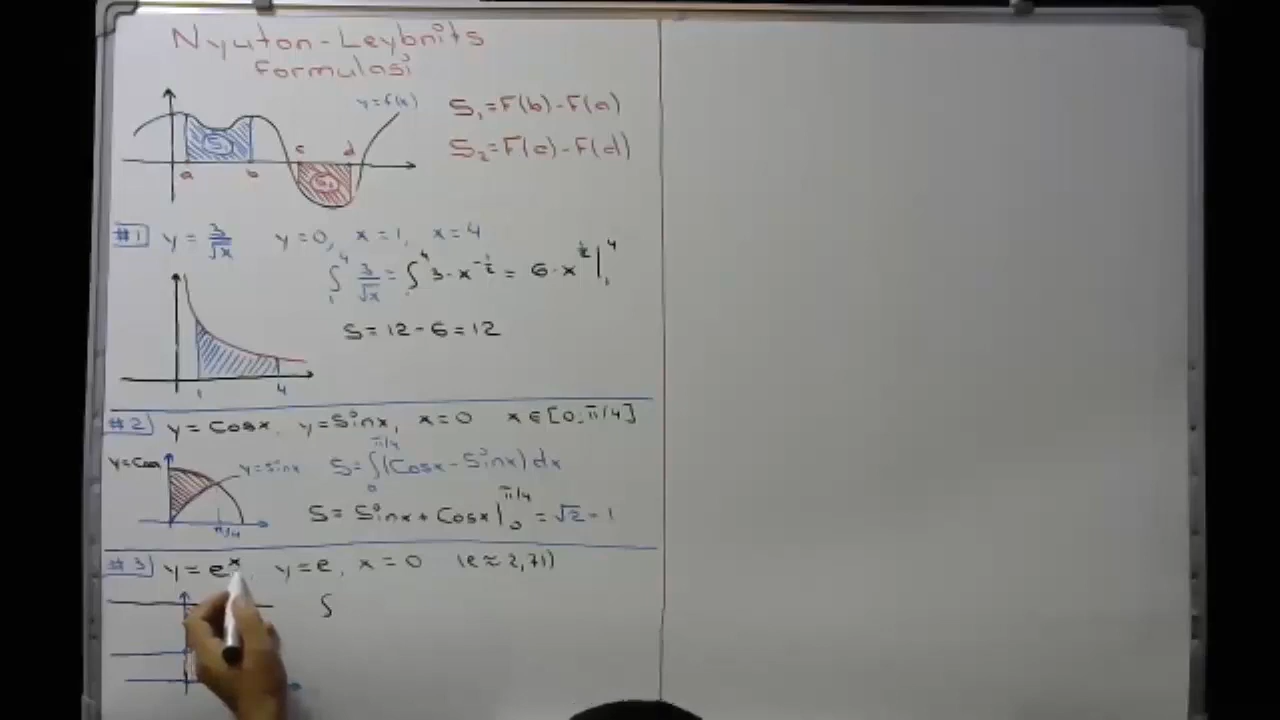 Nyuton-Leybnits
formulasi
y=f(x)
S₁=F(b)-F(a)
S₂=F(c)-F(d)
S₁
a b c d
S₂
#1 y=3/√x y=0, x=1, x=4
∫₁⁴ 3/√x = ∫₁⁴ 3·x^(-1/2) = 6·x^(1/2)|₁⁴
S=12-6=12
1 4
#2 y=Cosx, y=Sinx, x=0 x∈[0,π/4]
y=Cosx y=Sinx S=∫₀^(π/4)(Cosx-Sinx)dx
S=Sinx+Cosx|₀^(π/4)=√2-1
π/4
#3 y=eˣ, y=e, x=0 (e≈2,71)
∫